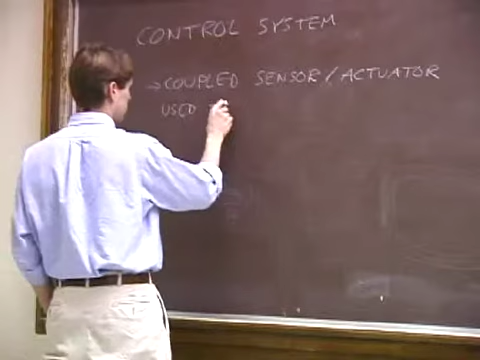 CONTROL SYSTEM
→ COUPLED SENSOR / ACTUATOR
USED